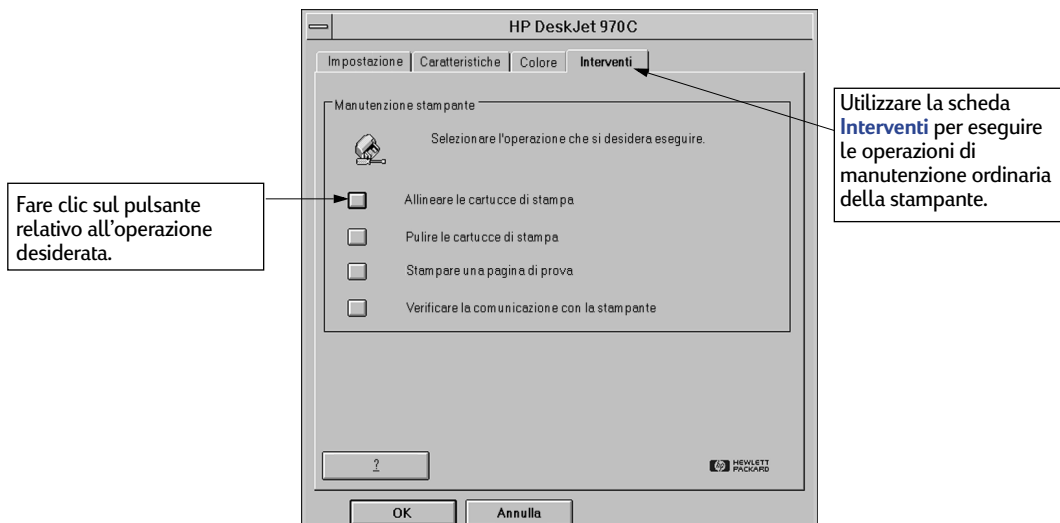 HP DeskJet 970C
Impostazione Caratteristiche Colore Interventi
Manutenzione stampante
Selezionare l'operazione che si desidera eseguire.
Allineare le cartucce di stampa
Pulire le cartucce di stampa
Stampare una pagina di prova
Verificare la comunicazione con la stampante
?
hp HEWLETT
PACKARD
OK Annulla
Fare clic sul pulsante
relativo all'operazione
desiderata.
Utilizzare la scheda
Interventi per eseguire
le operazioni di
manutenzione ordinaria
della stampante.